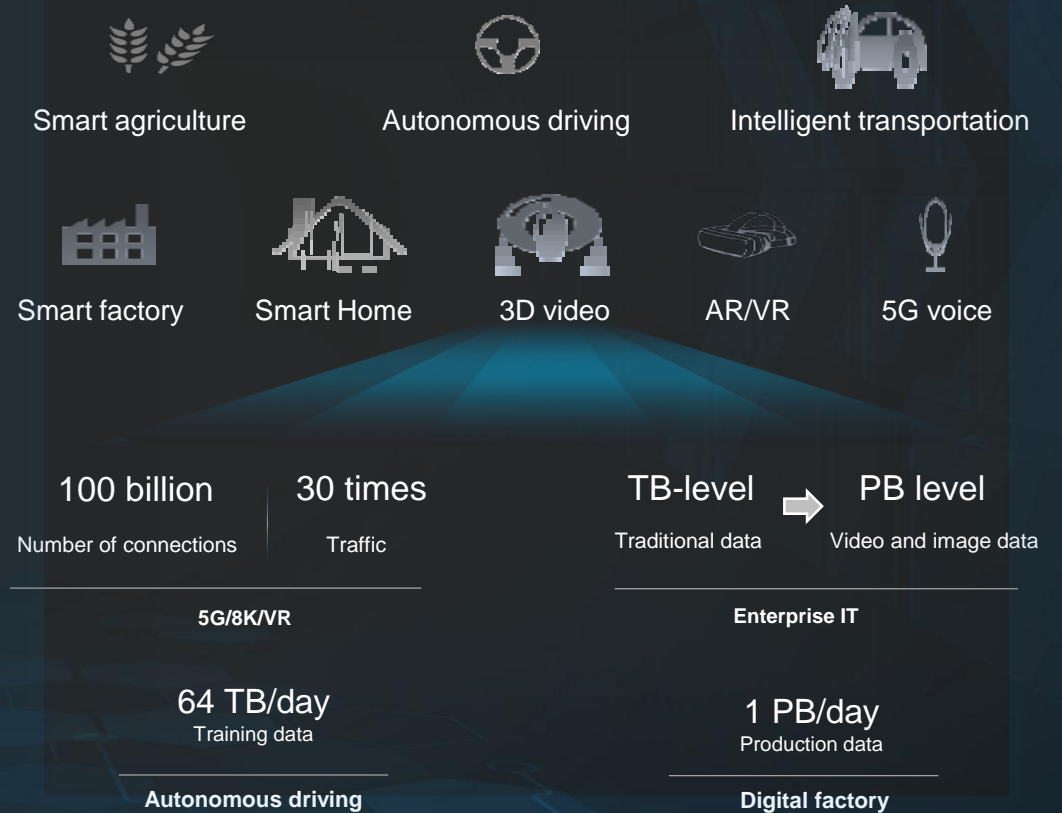 Smart agriculture
Autonomous driving
Intelligent transportation
Smart factory
Smart Home
3D video
AR/VR
5G voice
100 billion
Number of connections
30 times
Traffic
5G/8K/VR
TB-level
Traditional data
PB level
Video and image data
Enterprise IT
64 TB/day
Training data
Autonomous driving
1 PB/day
Production data
Digital factory